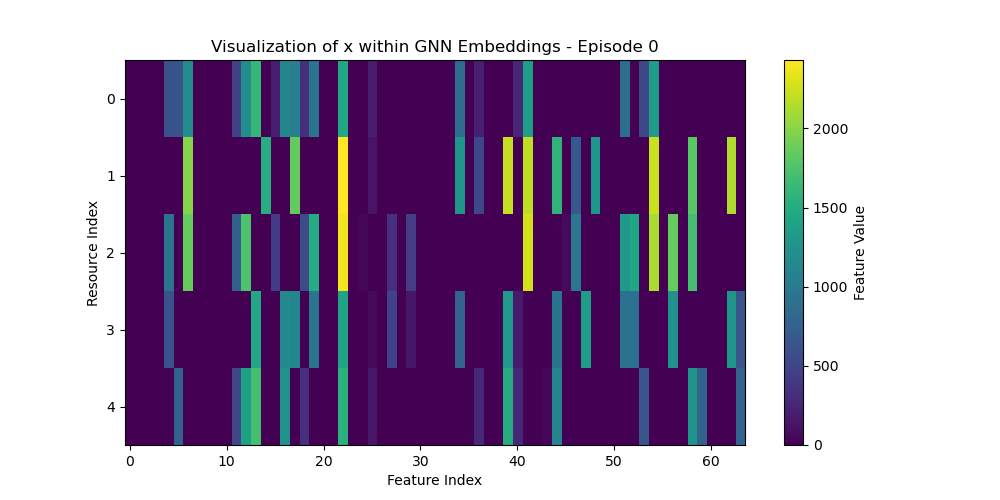 Visualization of x within GNN Embeddings - Episode 0
Resource Index
0
1
2
3
4
0 10 20 30 40 50 60
Feature Index
2000
1500
1000
500
0
Feature Value